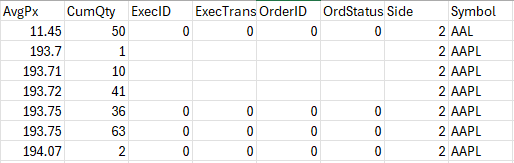 AvgPx CumQty ExecID ExecTrans OrderID OrdStatus Side Symbol
11.45 50 0 0 0 0 2 AAL
193.7 1 2 AAPL
193.71 10 2 AAPL
193.72 41 2 AAPL
193.75 36 0 0 0 0 2 AAPL
193.75 63 0 0 0 0 2 AAPL
194.07 2 0 0 0 0 2 AAPL